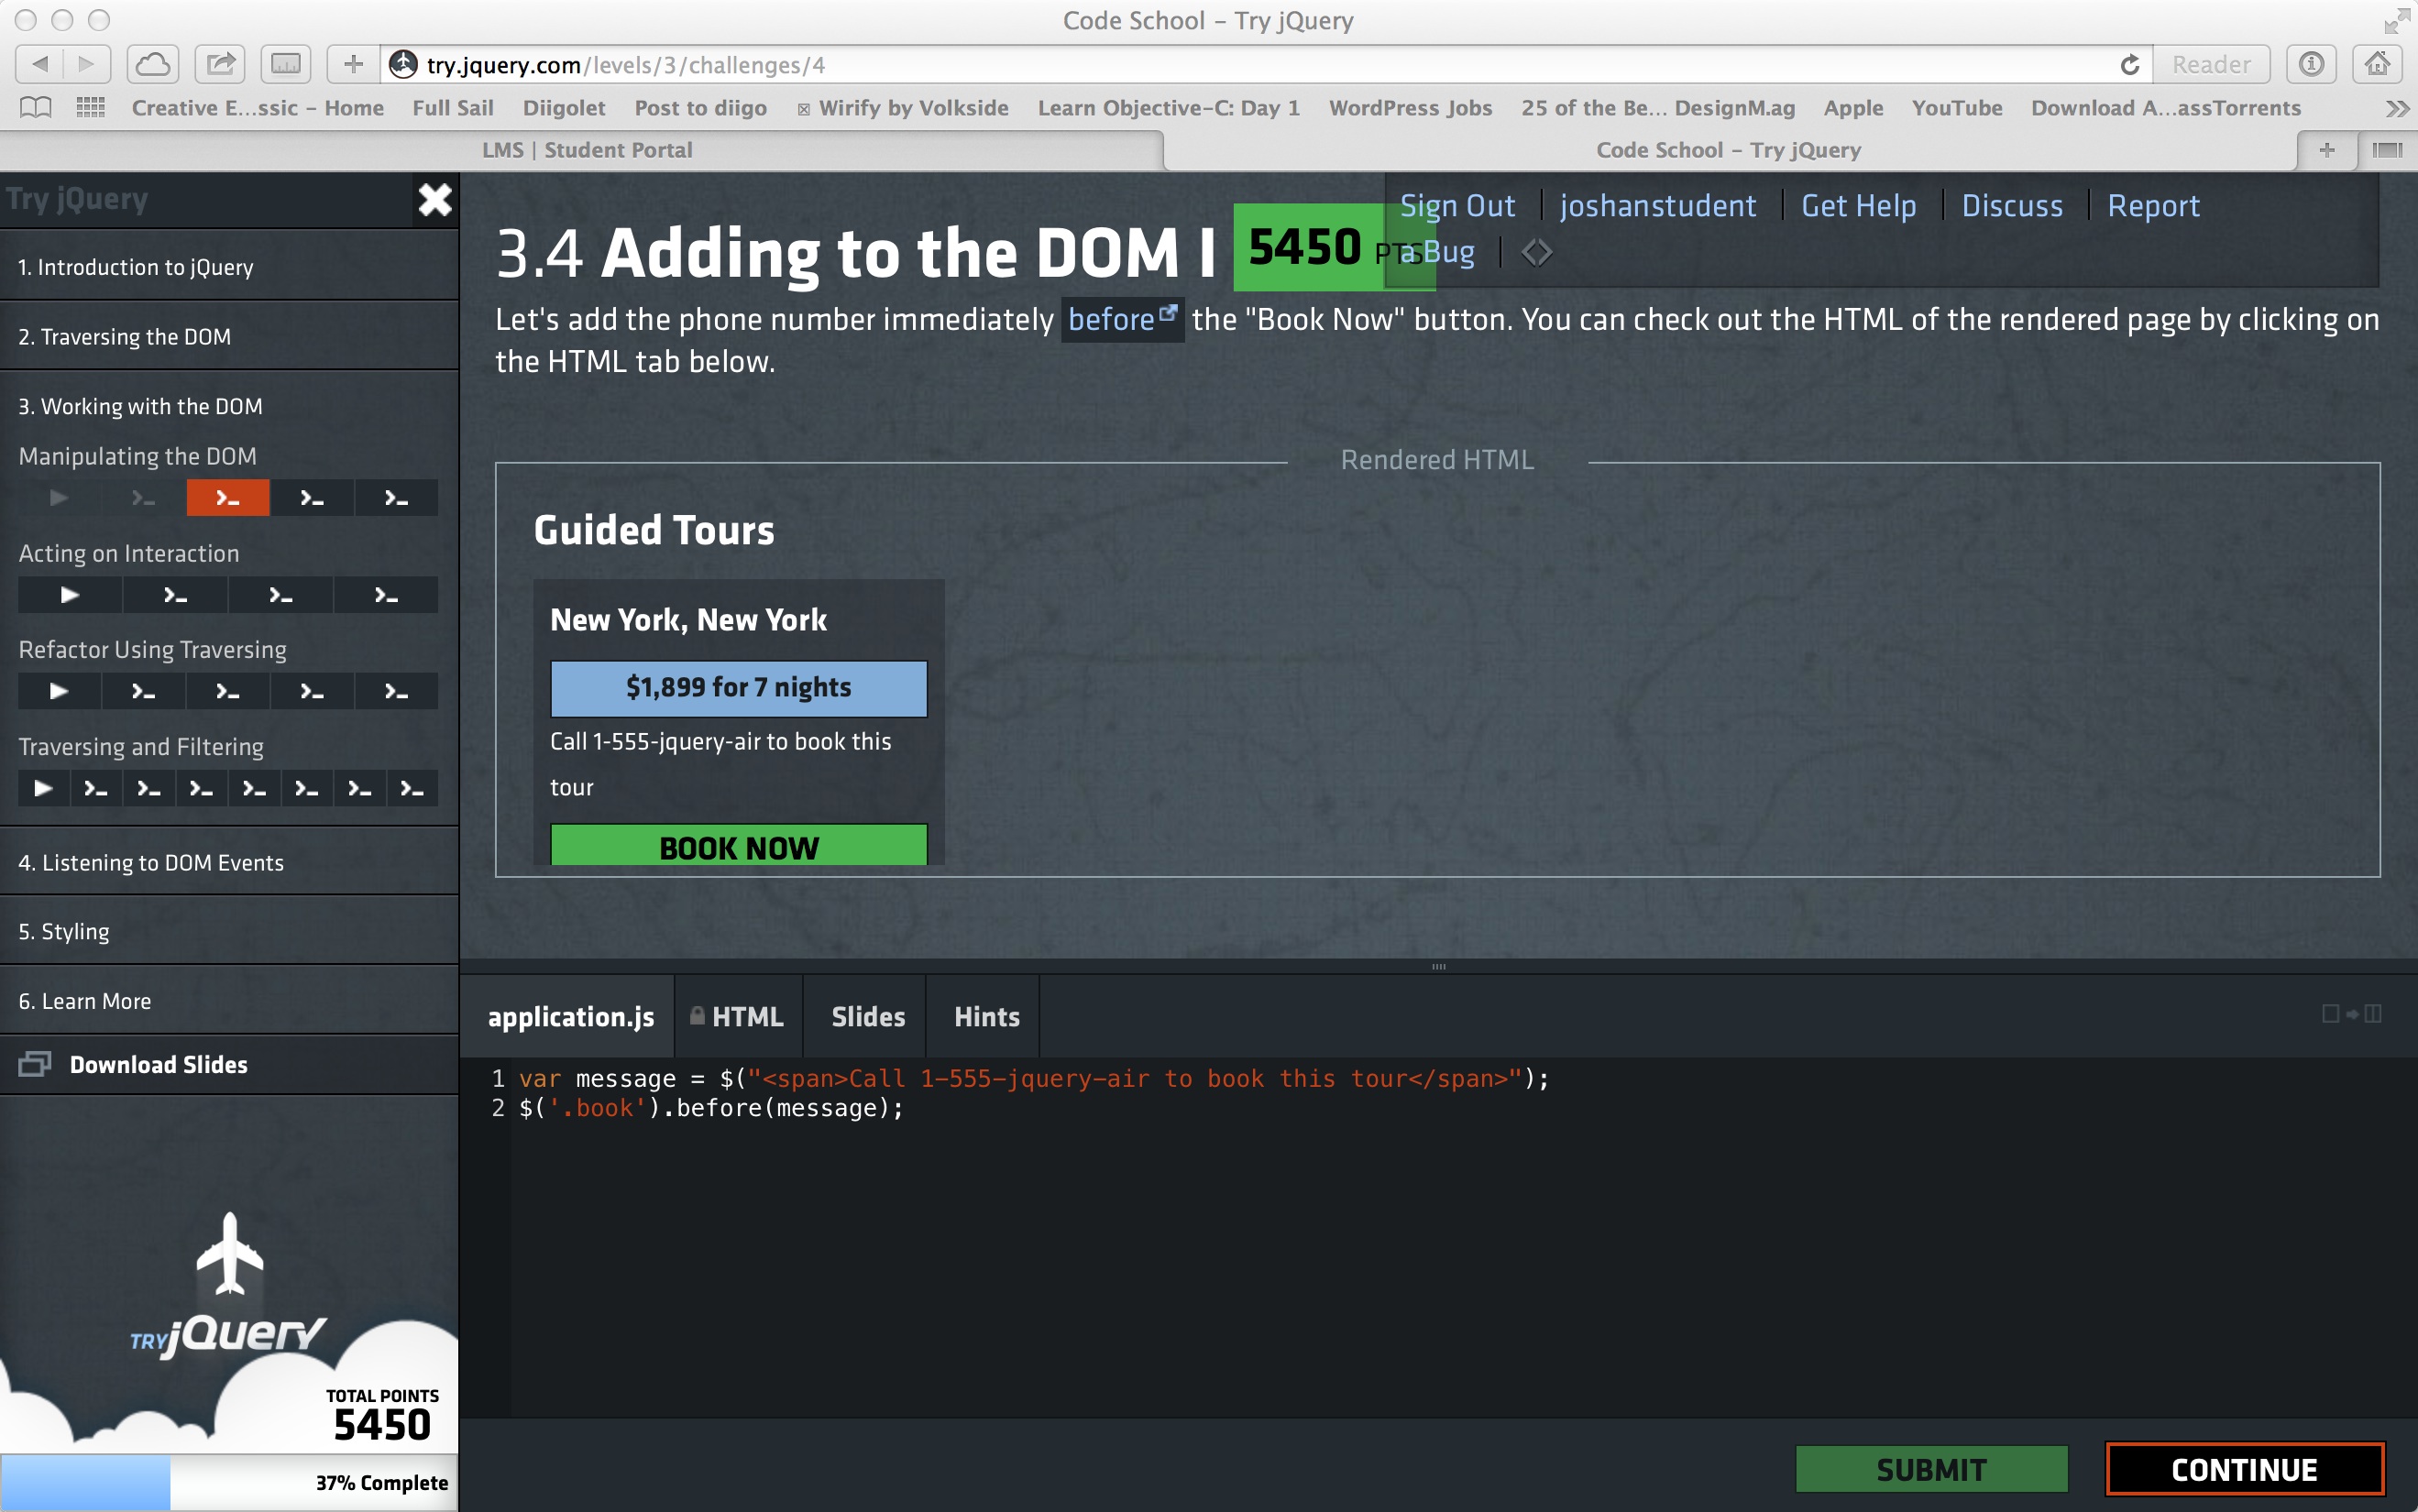 Code School – Try jQuery
try.jquery.com/levels/3/challenges/4
Reader
Creative E...ssic – Home
Full Sail
Diigolet
Post to diigo
Wirify by Volkside
Learn Objective-C: Day 1
WordPress Jobs
25 of the Be... DesignM.ag
Apple
YouTube
Download A...assTorrents
LMS | Student Portal
Code School – Try jQuery
Try jQuery
1. Introduction to jQuery
2. Traversing the DOM
3. Working with the DOM
Manipulating the DOM
Acting on Interaction
Refactor Using Traversing
Traversing and Filtering
4. Listening to DOM Events
5. Styling
6. Learn More
Download Slides
TRY jQuery
TOTAL POINTS
5450
37% Complete
Sign Out | joshanstudent | Get Help | Discuss | Report
a Bug |
3.4 Adding to the DOM I 5450 PTS
Let's add the phone number immediately before the "Book Now" button. You can check out the HTML of the rendered page by clicking on
the HTML tab below.
Rendered HTML
Guided Tours
New York, New York
$1,899 for 7 nights
Call 1-555-jquery-air to book this
tour
BOOK NOW
application.js
HTML
Slides
Hints
1 var message = $("<span>Call 1-555-jquery-air to book this tour</span>");
2 $('.book').before(message);
SUBMIT
CONTINUE